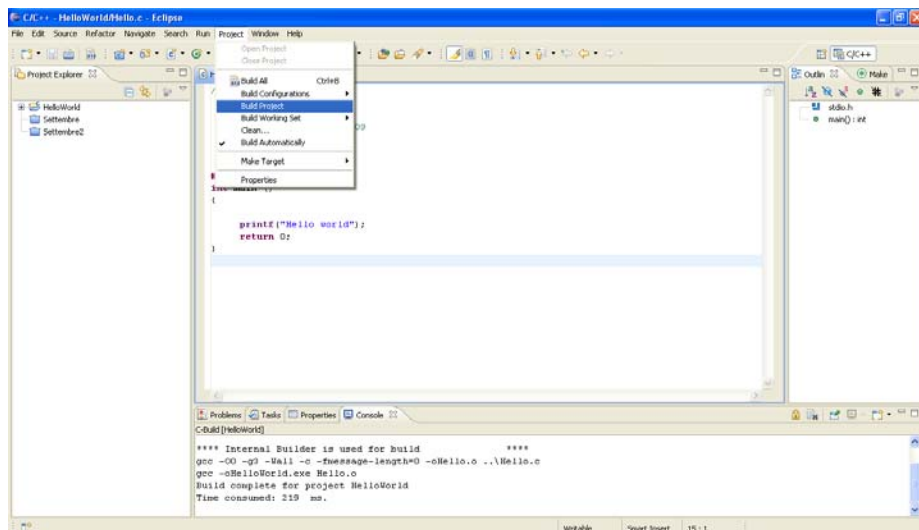 C/C++ - HelloWorld/Hello.c - Eclipse
File Edit Source Refactor Navigate Search Run Project Window Help
C/C++
Open Project
Close Project
Build All Ctrl+B
Build Configurations
Build Project
Build Working Set
Clean...
Build Automatically
Make Target
Properties
Project Explorer
HelloWorld
Settembre
Settembre2
09
int main ()
{
printf("Hello world");
return 0;
}
Outlin Make
stdio.h
main() : int
Problems Tasks Properties Console
C-Build [HelloWorld]
**** Internal Builder is used for build ****
gcc -O0 -g3 -Wall -c -fmessage-length=0 -oHello.o ..\Hello.c
gcc -oHelloWorld.exe Hello.o
Build complete for project HelloWorld
Time consumed: 219 ms.
Writable Smart Insert 15 : 1